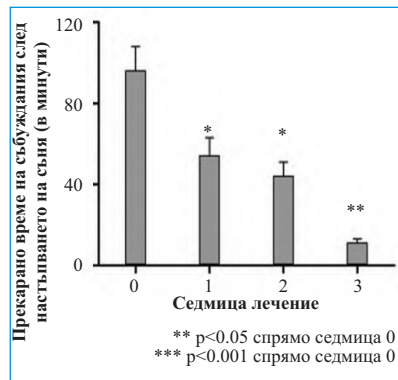 Прекарано време на събуждания след
настъпването на съня (в минути)
120
80
40
0
*
*
**
0 1 2 3
Седмица лечение
** p<0.05 спрямо седмица 0
*** p<0.001 спрямо седмица 0